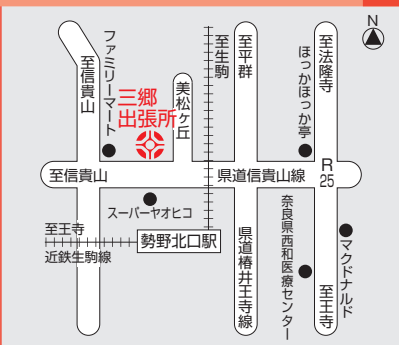 N
至信貴山
ファミリーマート
三郷
出張所
美松ヶ丘
至生駒
至平群
ほっかほっか亭
至法隆寺
至信貴山
県道信貴山線
R
25
スーパーヤオヒコ
至王寺
近鉄生駒線
勢野北口駅
県道椿井王寺線
奈良県西和医療センター
マクドナルド
至王寺